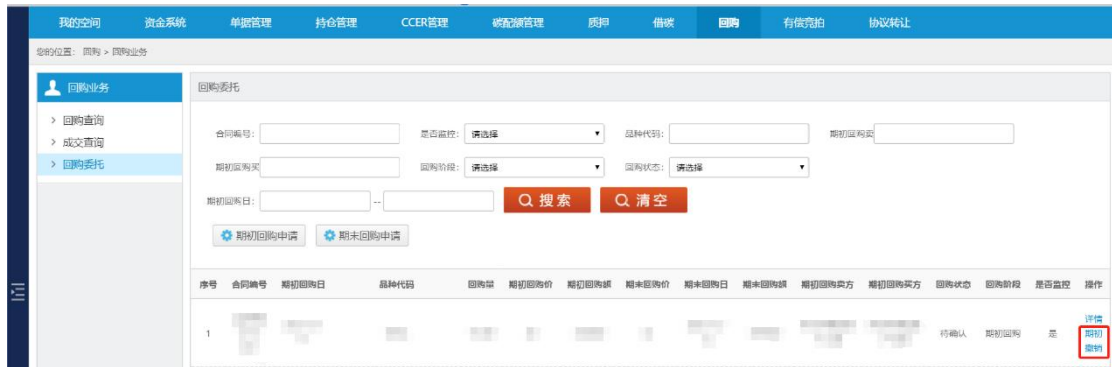 我的空间 资金系统 单据管理 持仓管理 CCER管理 碳配额管理 质押 借碳 回购 有偿竞拍 协议转让
您的位置： 回购 > 回购业务
回购业务
> 回购查询
> 成交查询
> 回购委托
回购委托
合同编号： 是否监控： 请选择 品种代码： 期初回购卖
期初回购买 回购阶段： 请选择 回购状态： 请选择
期初回购日： -- 搜索 清空
期初回购申请 期末回购申请
序号 合同编号 期初回购日 品种代码 回购量 期初回购价 期初回购额 期末回购价 期末回购日 期末回购额 期初回购卖方 期初回购买方 回购状态 回购阶段 是否监控 操作
1 待确认 期初回购 是 详情
期初
撤销